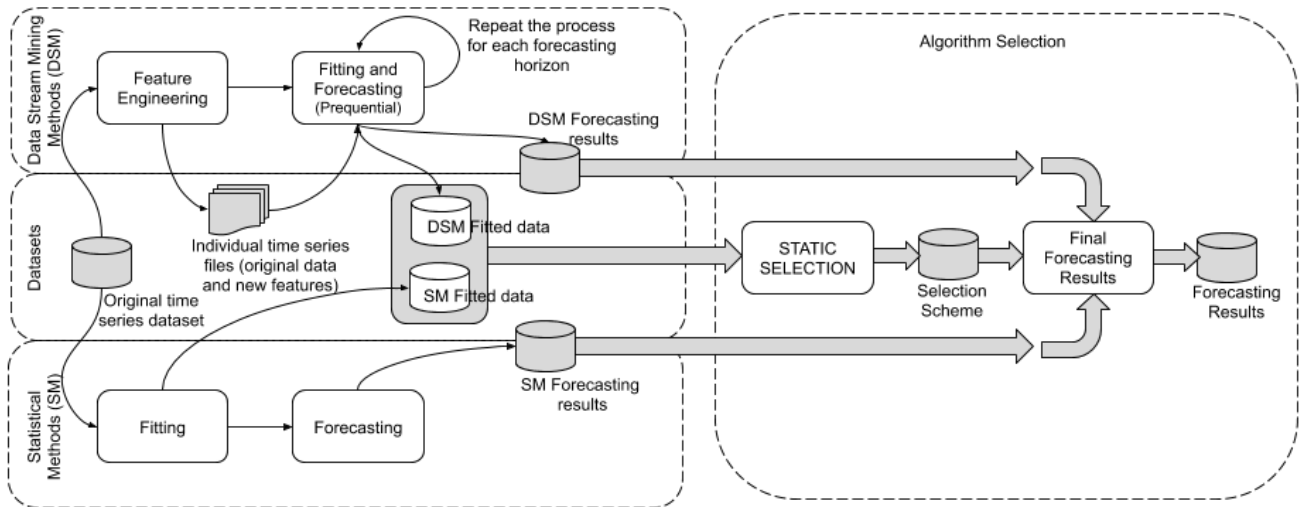 Data Stream Mining
Methods (DSM)
Feature
Engineering
Fitting and
Forecasting
(Prequential)
Repeat the process
for each forecasting
horizon
DSM Forecasting
results
Algorithm Selection
Datasets
Original time
series dataset
Individual time series
files (original data
and new features)
DSM Fitted data
SM Fitted data
STATIC
SELECTION
Selection
Scheme
Final
Forecasting
Results
Forecasting
Results
Statistical
Methods (SM)
Fitting
Forecasting
SM Forecasting
results